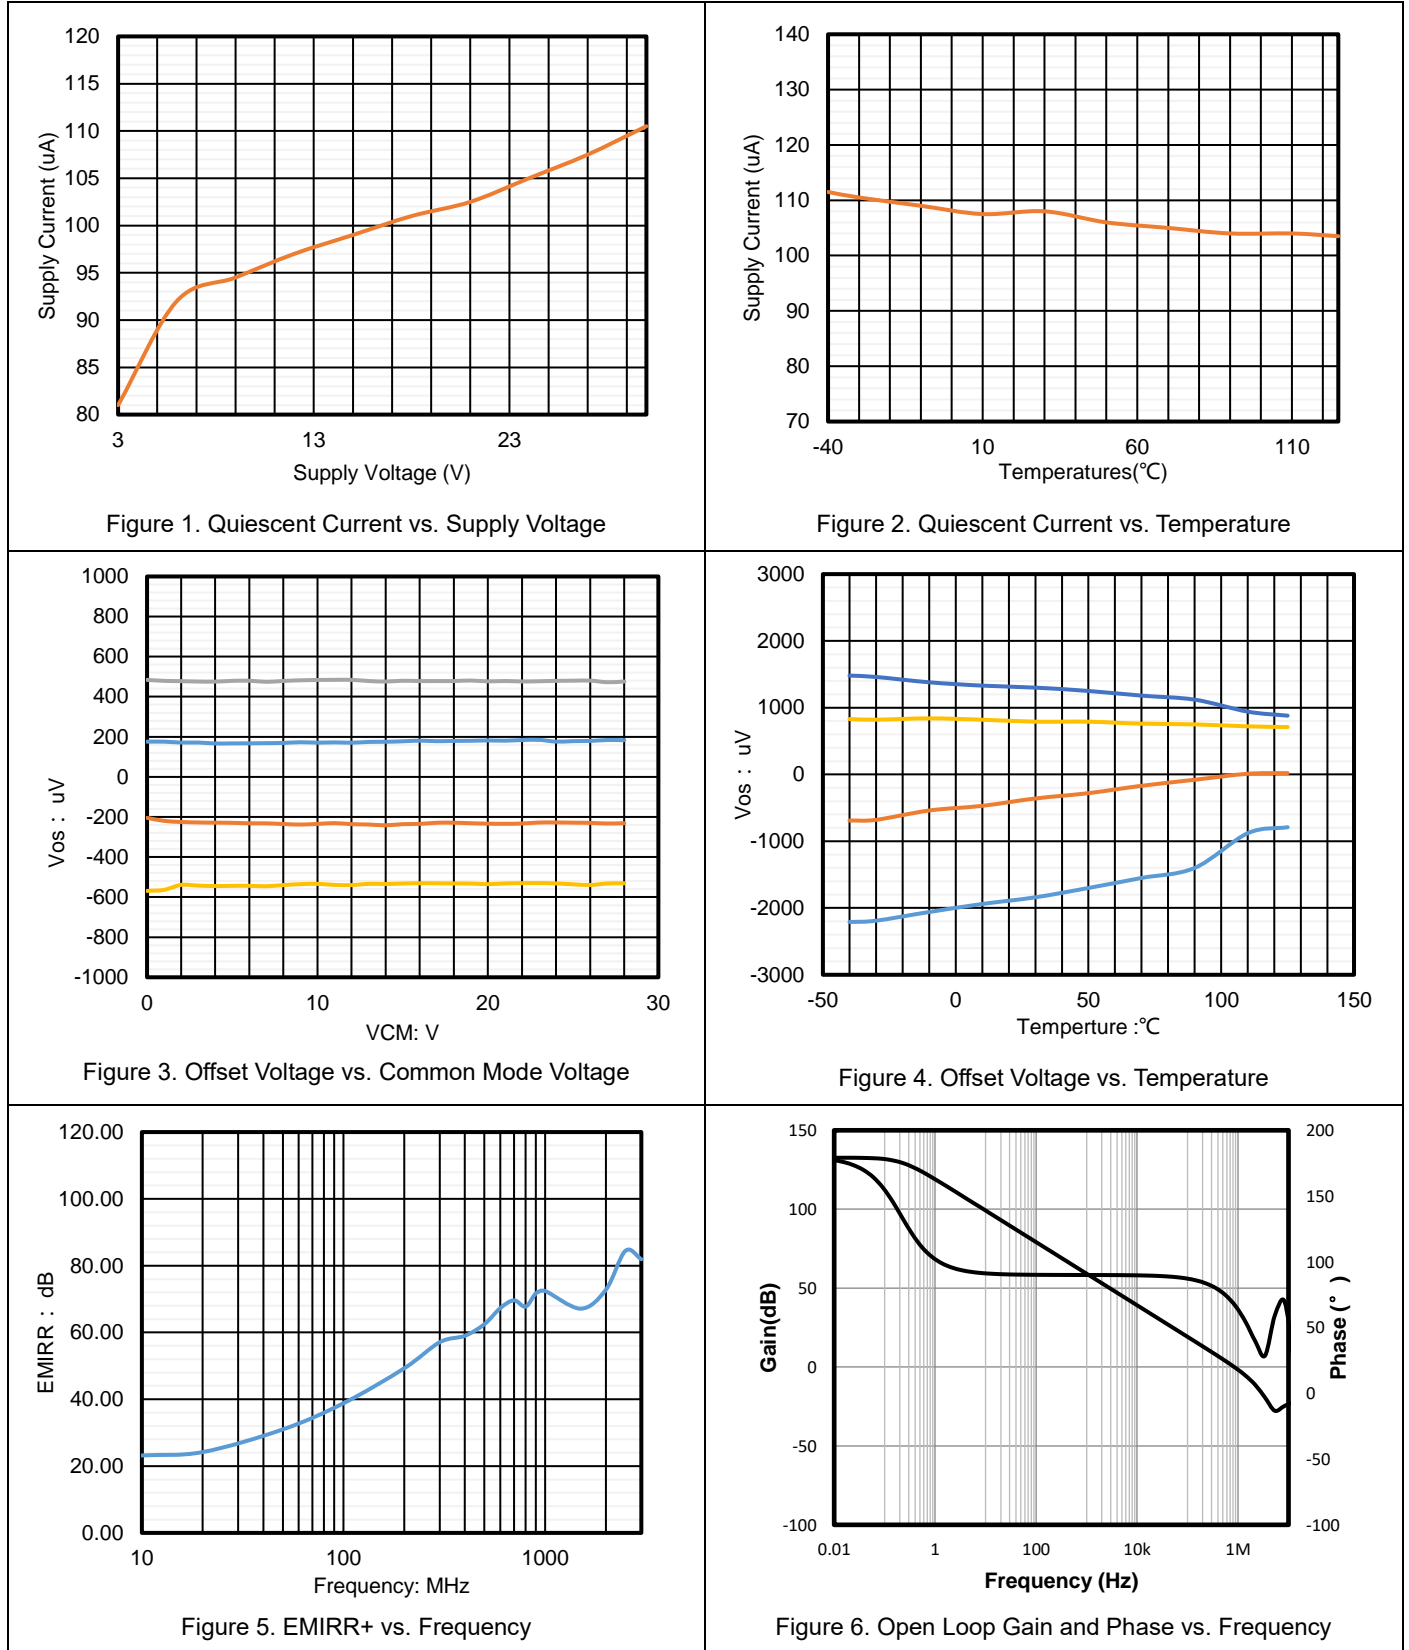 120
115
110
105
100
95
90
85
80
Supply Current (uA)
3 13 23
Supply Voltage (V)
Figure 1. Quiescent Current vs. Supply Voltage
140
130
120
110
100
90
80
70
Supply Current (uA)
-40 10 60 110
Temperatures(℃)
Figure 2. Quiescent Current vs. Temperature
1000
800
600
400
200
0
-200
-400
-600
-800
-1000
Vos : uV
0 10 20 30
VCM: V
Figure 3. Offset Voltage vs. Common Mode Voltage
3000
2000
1000
0
-1000
-2000
-3000
Vos : uV
-50 0 50 100 150
Temperture :℃
Figure 4. Offset Voltage vs. Temperature
120.00
100.00
80.00
60.00
40.00
20.00
0.00
EMIRR : dB
10 100 1000
Frequency: MHz
Figure 5. EMIRR+ vs. Frequency
150
100
50
0
-50
-100
Gain(dB)
200
150
100
50
0
-50
-100
Phase (°)
0.01 1 100 10k 1M
Frequency (Hz)
Figure 6. Open Loop Gain and Phase vs. Frequency